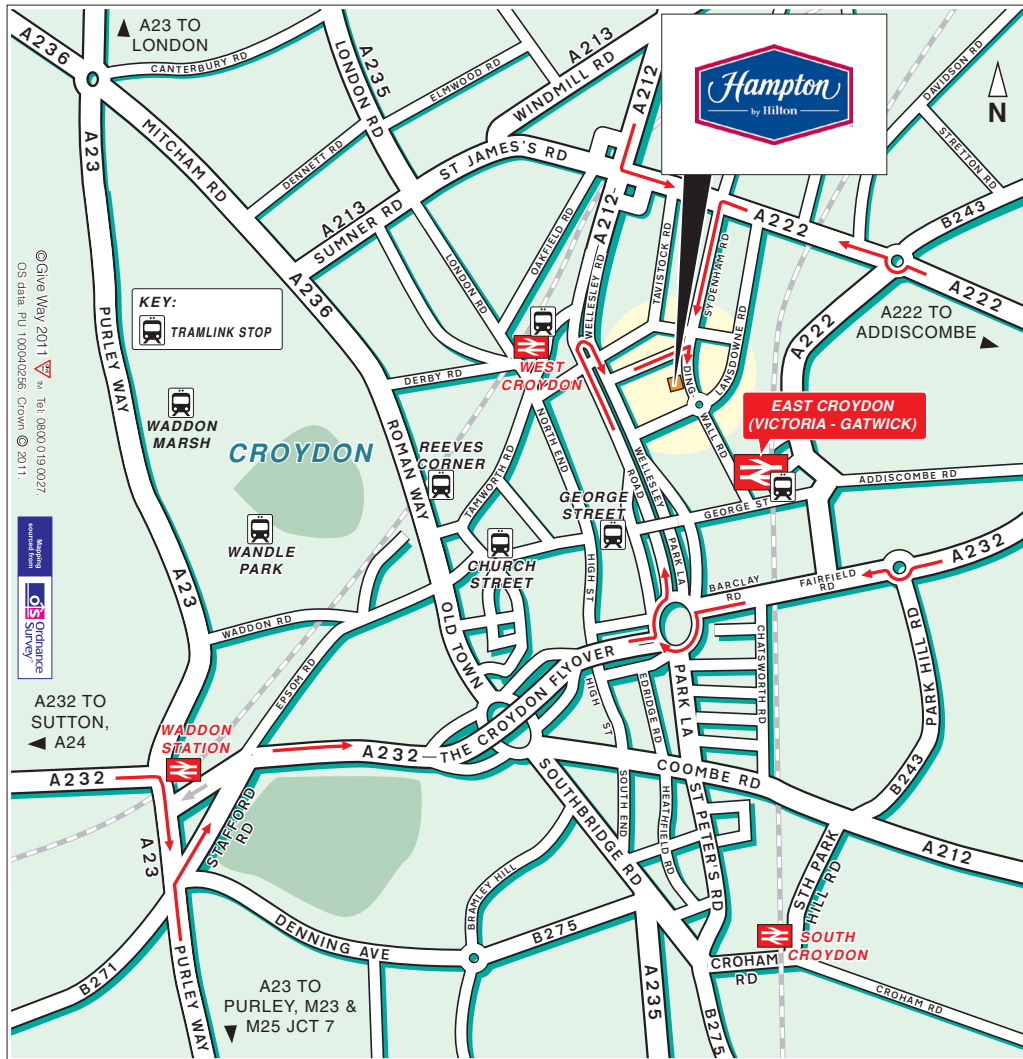 A23 TO
LONDON
A236
CANTERBURY RD
LONDON RD
A235
ELMWOOD RD
A213
WINDMILL RD
A212
Hampton
by Hilton
DAVIDSON RD
N
STRETTON RD
A23
MITCHAM RD
DENNETT RD
ST JAMES'S RD
A213
SUMNER RD
OAKFIELD RD
A212
WELLESLEY RD
TAVISTOCK RD
SYDENHAM RD
A222
B243
A236
LONDON RD
LANSDOWNE RD
A222
A222
A222 TO
ADDISCOMBE
KEY:
TRAMLINK STOP
PURLEY WAY
DERBY RD
WEST
CROYDON
DING-
WALL RD
EAST CROYDON
(VICTORIA - GATWICK)
WADDON
MARSH
CROYDON
ROMAN WAY
REEVES
CORNER
TAMWORTH RD
NORTH END
WELLESLEY
ROAD
GEORGE
STREET
GEORGE ST
ADDISCOMBE RD
WANDLE
PARK
CHURCH
STREET
HIGH ST
PARK LA
A232
A23
BARCLAY
RD
FAIRFIELD
RD
WADDON RD
OLD TOWN
CHATSWORTH RD
PARK HILL RD
EPSOM RD
HIGH
ST
EDRIDGE RD
PARK LA
A232 TO
SUTTON,
A24
WADDON
STATION
A232
A232
THE CROYDON FLYOVER
COOMBE RD
B243
A23
STAFFORD
RD
SOUTHBRIDGE RD
SOUTH END
HEATHFIELD RD
ST PETER'S RD
STH PARK
HILL RD
A212
BRAMLEY HILL
DENNING AVE
B275
SOUTH
CROYDON
CROHAM
RD
CROHAM RD
B271
PURLEY WAY
A23 TO
PURLEY, M23 &
M25 JCT 7
A235
B275
© Give Way 2011 TM Tel: 0800 019 0027.
OS data. PU 100040256. Crown © 2011.
Mapping
sourced from
OS Ordnance
Survey